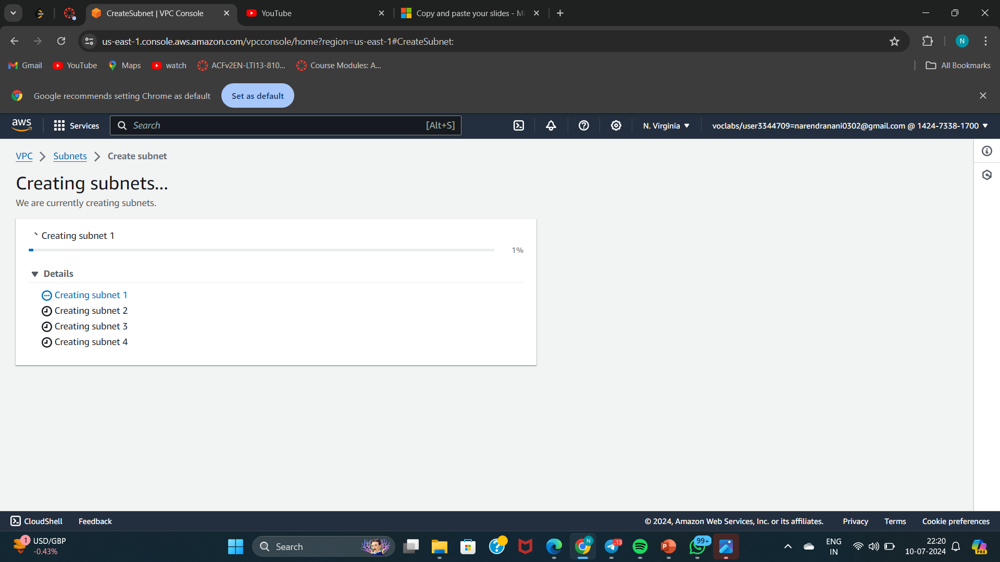 CreateSubnet | VPC Console
YouTube
Copy and paste your slides - Mi
us-east-1.console.aws.amazon.com/vpcconsole/home?region=us-east-1#CreateSubnet:
N
Gmail
YouTube
Maps
watch
ACFv2EN-LTI13-810...
Course Modules: A...
All Bookmarks
Google recommends setting Chrome as default
Set as default
aws
Services
Search
[Alt+S]
N. Virginia
voclabs/user3344709=narendranani0302@gmail.com @ 1424-7338-1700
VPC
Subnets
Create subnet
Creating subnets...
We are currently creating subnets.
Creating subnet 1
1%
Details
Creating subnet 1
Creating subnet 2
Creating subnet 3
Creating subnet 4
CloudShell
Feedback
© 2024, Amazon Web Services, Inc. or its affiliates.
Privacy
Terms
Cookie preferences
1
USD/GBP
-0.43%
Search
N
..13
P
99+
ENG
IN
22:20
10-07-2024
PRE